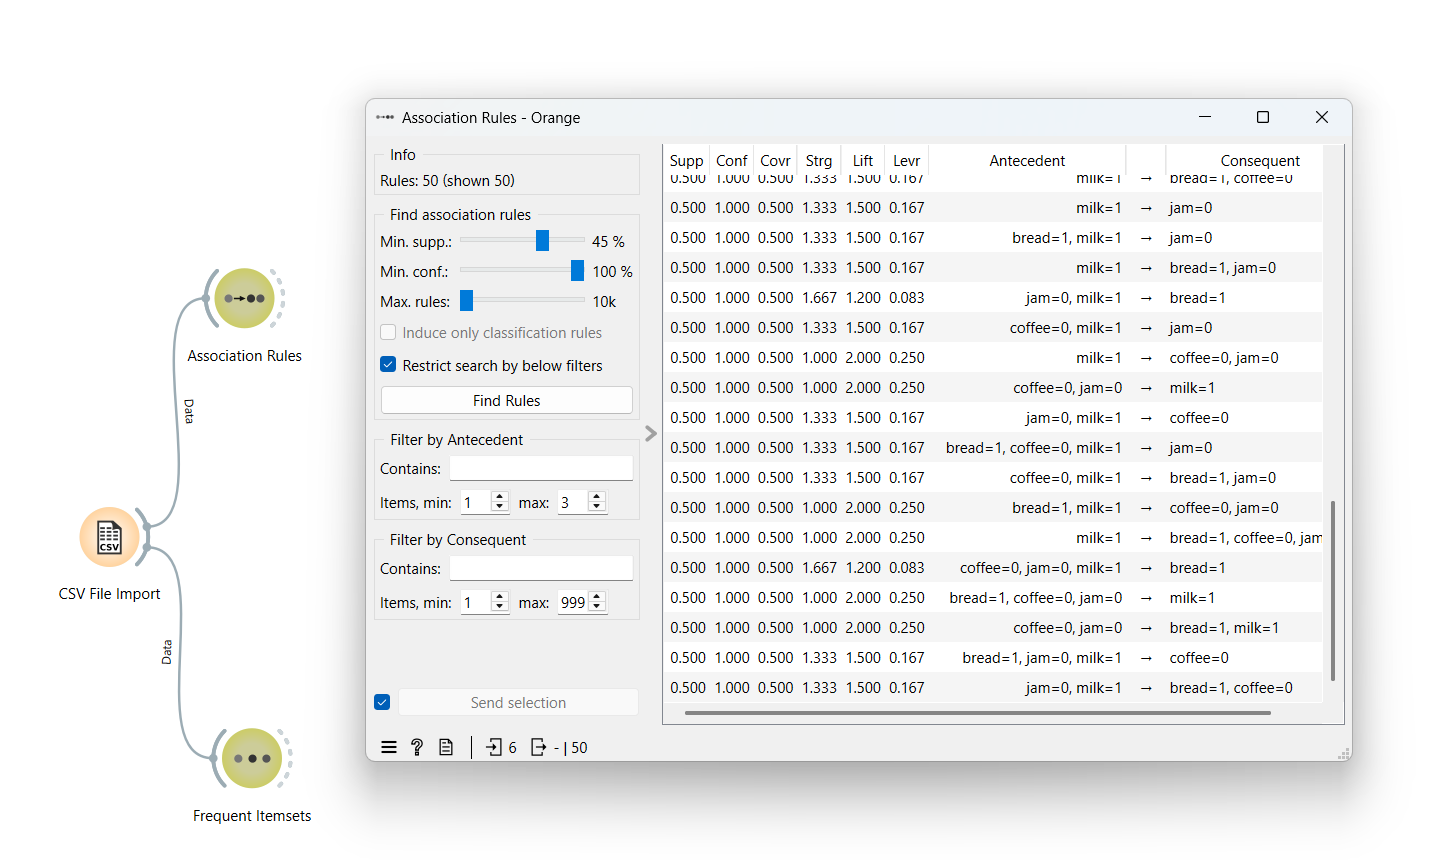 Association Rules - Orange
Info
Rules: 50 (shown 50)
Find association rules
Min. supp.: 45 %
Min. conf.: 100 %
Max. rules: 10k
Induce only classification rules
Restrict search by below filters
Find Rules
Filter by Antecedent
Contains:
Items, min: 1 max: 3
Filter by Consequent
Contains:
Items, min: 1 max: 999
Send selection
6 - | 50
Supp Conf Covr Strg Lift Levr Antecedent Consequent
0.500 1.000 0.500 1.333 1.500 0.167 milk=1 → bread=1, coffee=0
0.500 1.000 0.500 1.333 1.500 0.167 milk=1 → jam=0
0.500 1.000 0.500 1.333 1.500 0.167 bread=1, milk=1 → jam=0
0.500 1.000 0.500 1.333 1.500 0.167 milk=1 → bread=1, jam=0
0.500 1.000 0.500 1.667 1.200 0.083 jam=0, milk=1 → bread=1
0.500 1.000 0.500 1.333 1.500 0.167 coffee=0, milk=1 → jam=0
0.500 1.000 0.500 1.000 2.000 0.250 milk=1 → coffee=0, jam=0
0.500 1.000 0.500 1.000 2.000 0.250 coffee=0, jam=0 → milk=1
0.500 1.000 0.500 1.333 1.500 0.167 jam=0, milk=1 → coffee=0
0.500 1.000 0.500 1.333 1.500 0.167 bread=1, coffee=0, milk=1 → jam=0
0.500 1.000 0.500 1.333 1.500 0.167 coffee=0, milk=1 → bread=1, jam=0
0.500 1.000 0.500 1.000 2.000 0.250 bread=1, milk=1 → coffee=0, jam=0
0.500 1.000 0.500 1.000 2.000 0.250 milk=1 → bread=1, coffee=0, jam
0.500 1.000 0.500 1.667 1.200 0.083 coffee=0, jam=0, milk=1 → bread=1
0.500 1.000 0.500 1.000 2.000 0.250 bread=1, coffee=0, jam=0 → milk=1
0.500 1.000 0.500 1.000 2.000 0.250 coffee=0, jam=0 → bread=1, milk=1
0.500 1.000 0.500 1.333 1.500 0.167 bread=1, jam=0, milk=1 → coffee=0
0.500 1.000 0.500 1.333 1.500 0.167 jam=0, milk=1 → bread=1, coffee=0
Association Rules
Data
CSV
CSV File Import
Data
Frequent Itemsets